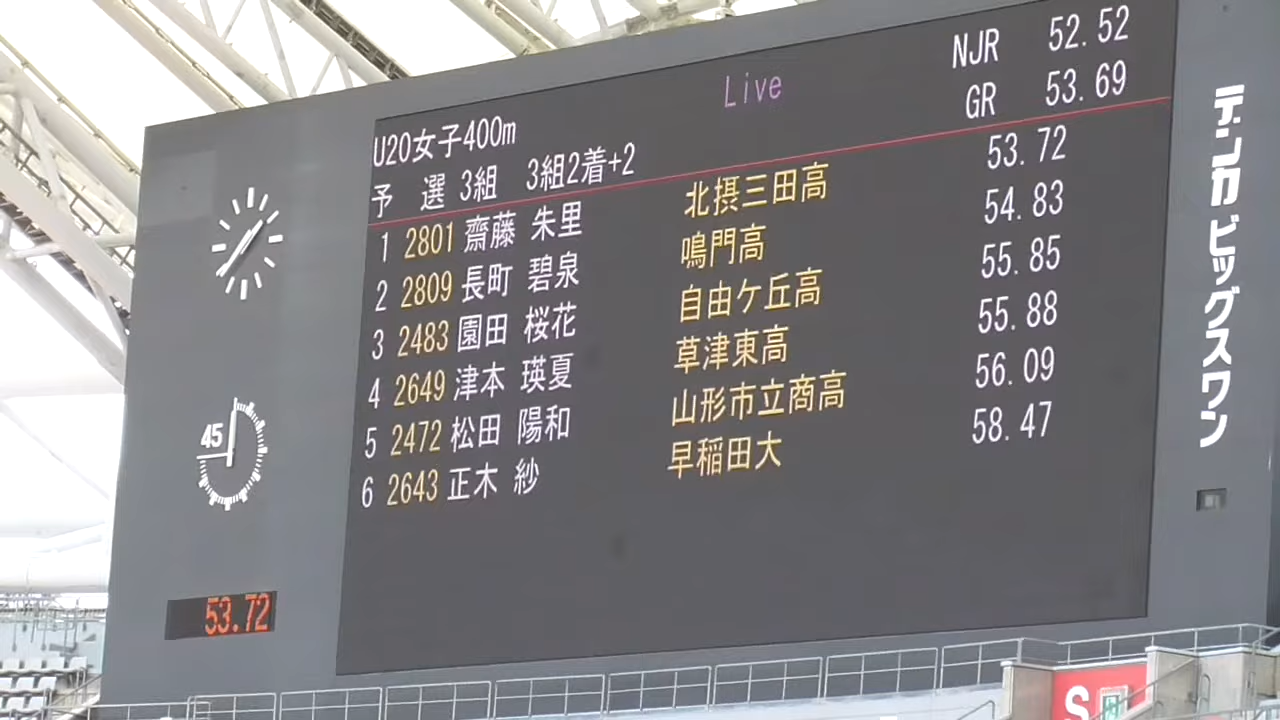 Live
NJR 52.52
GR 53.69
U20女子400m
予 選 3組 3組2着+2
1 2801 齋藤 朱里 北摂三田高 53.72
2 2809 長町 碧泉 鳴門高 54.83
3 2483 園田 桜花 自由ケ丘高 55.85
4 2649 津本 瑛夏 草津東高 55.88
5 2472 松田 陽和 山形市立商高 56.09
6 2643 正木 紗 早稲田大 58.47
45
53.72
デンカビッグスワン
S